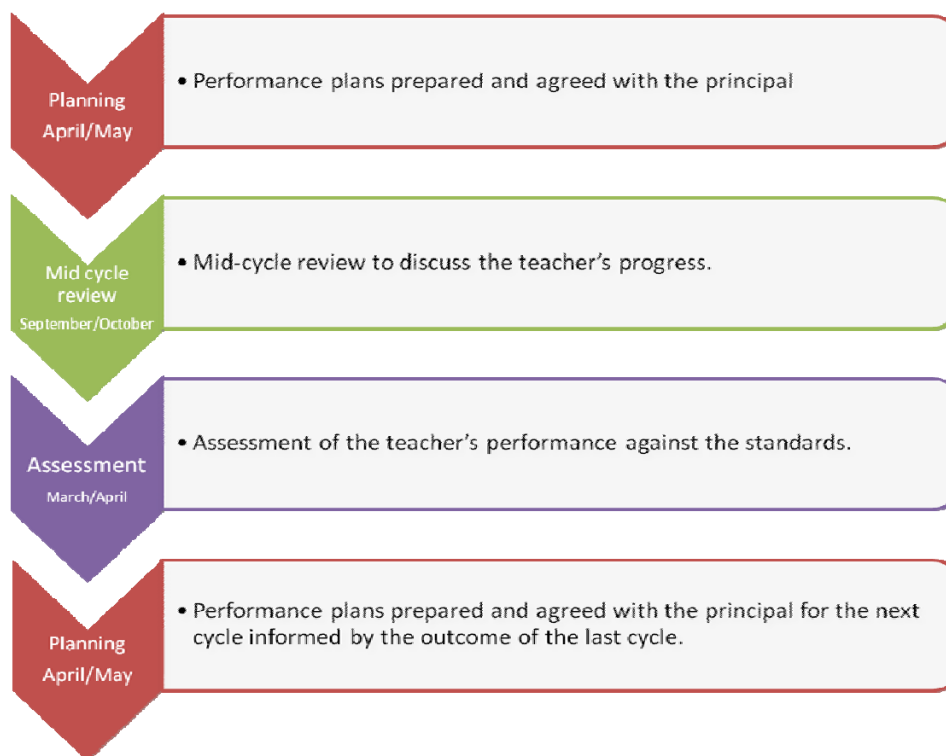 Planning
April/May
• Performance plans prepared and agreed with the principal
Mid cycle
review
September/October
• Mid-cycle review to discuss the teacher’s progress.
Assessment
March/April
• Assessment of the teacher’s performance against the standards.
Planning
April/May
• Performance plans prepared and agreed with the principal for the next
cycle informed by the outcome of the last cycle.